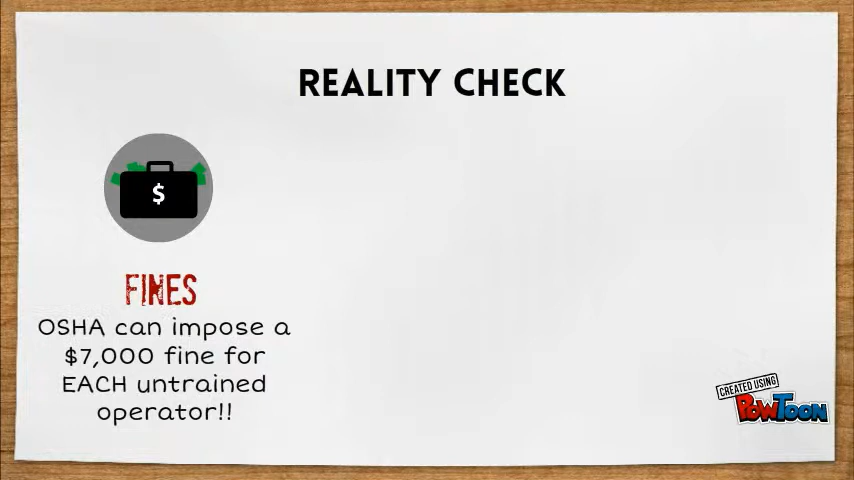 REALITY CHECK
$
FINES
OSHA can impose a
$7,000 fine for
EACH untrained
operator!!
CREATED USING
POWTOON